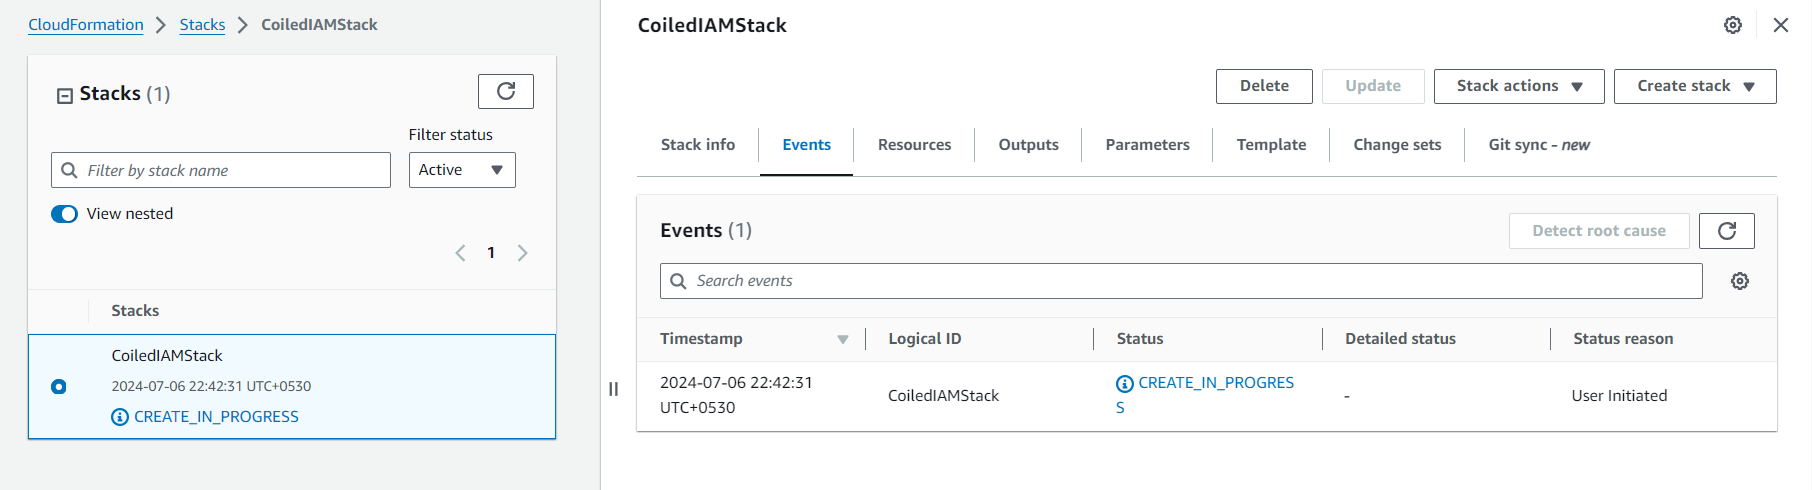 CloudFormation > Stacks > CoiledIAMStack
Stacks (1)
Filter status
Filter by stack name
Active
View nested
1
Stacks
CoiledIAMStack
2024-07-06 22:42:31 UTC+0530
CREATE_IN_PROGRESS
CoiledIAMStack
Delete Update Stack actions Create stack
Stack info Events Resources Outputs Parameters Template Change sets Git sync - new
Events (1)
Detect root cause
Search events
Timestamp Logical ID Status Detailed status Status reason
2024-07-06 22:42:31
UTC+0530
CoiledIAMStack
CREATE_IN_PROGRES
S
-
User Initiated